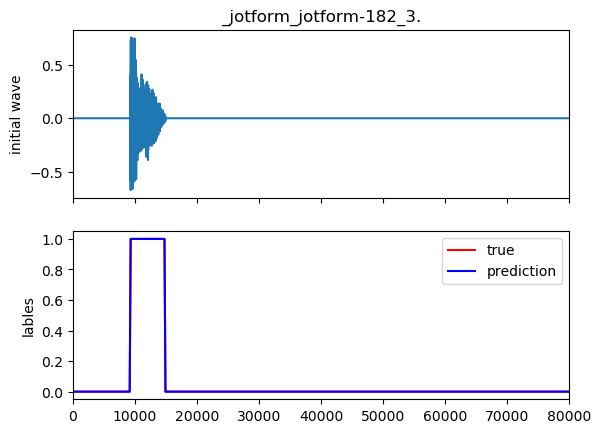 _jotform_jotform-182_3.
initial wave
0.5
0.0
−0.5
lables
1.0
0.8
0.6
0.4
0.2
0.0
true
prediction
0 10000 20000 30000 40000 50000 60000 70000 80000